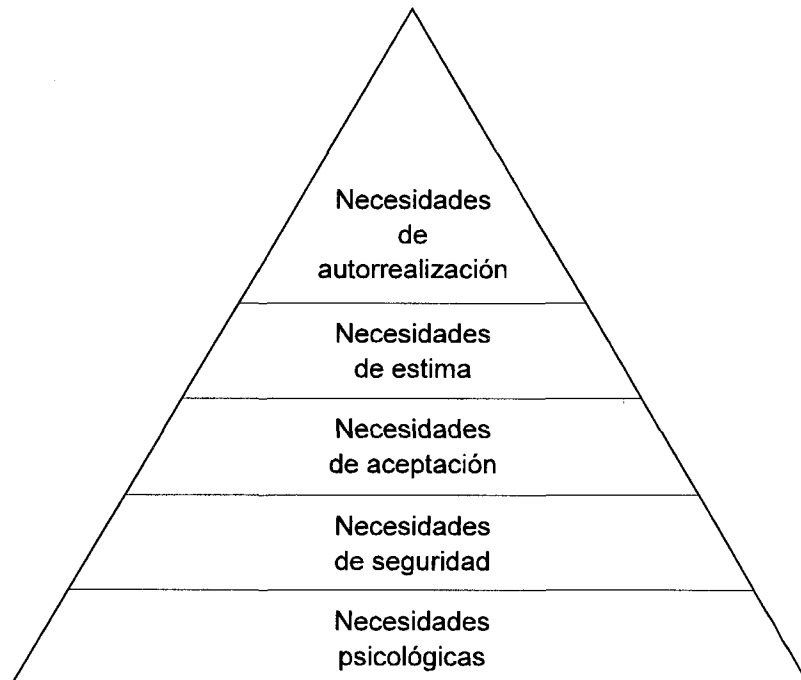 Necesidades
de
autorrealización
Necesidades
de estima
Necesidades
de aceptación
Necesidades
de seguridad
Necesidades
psicológicas